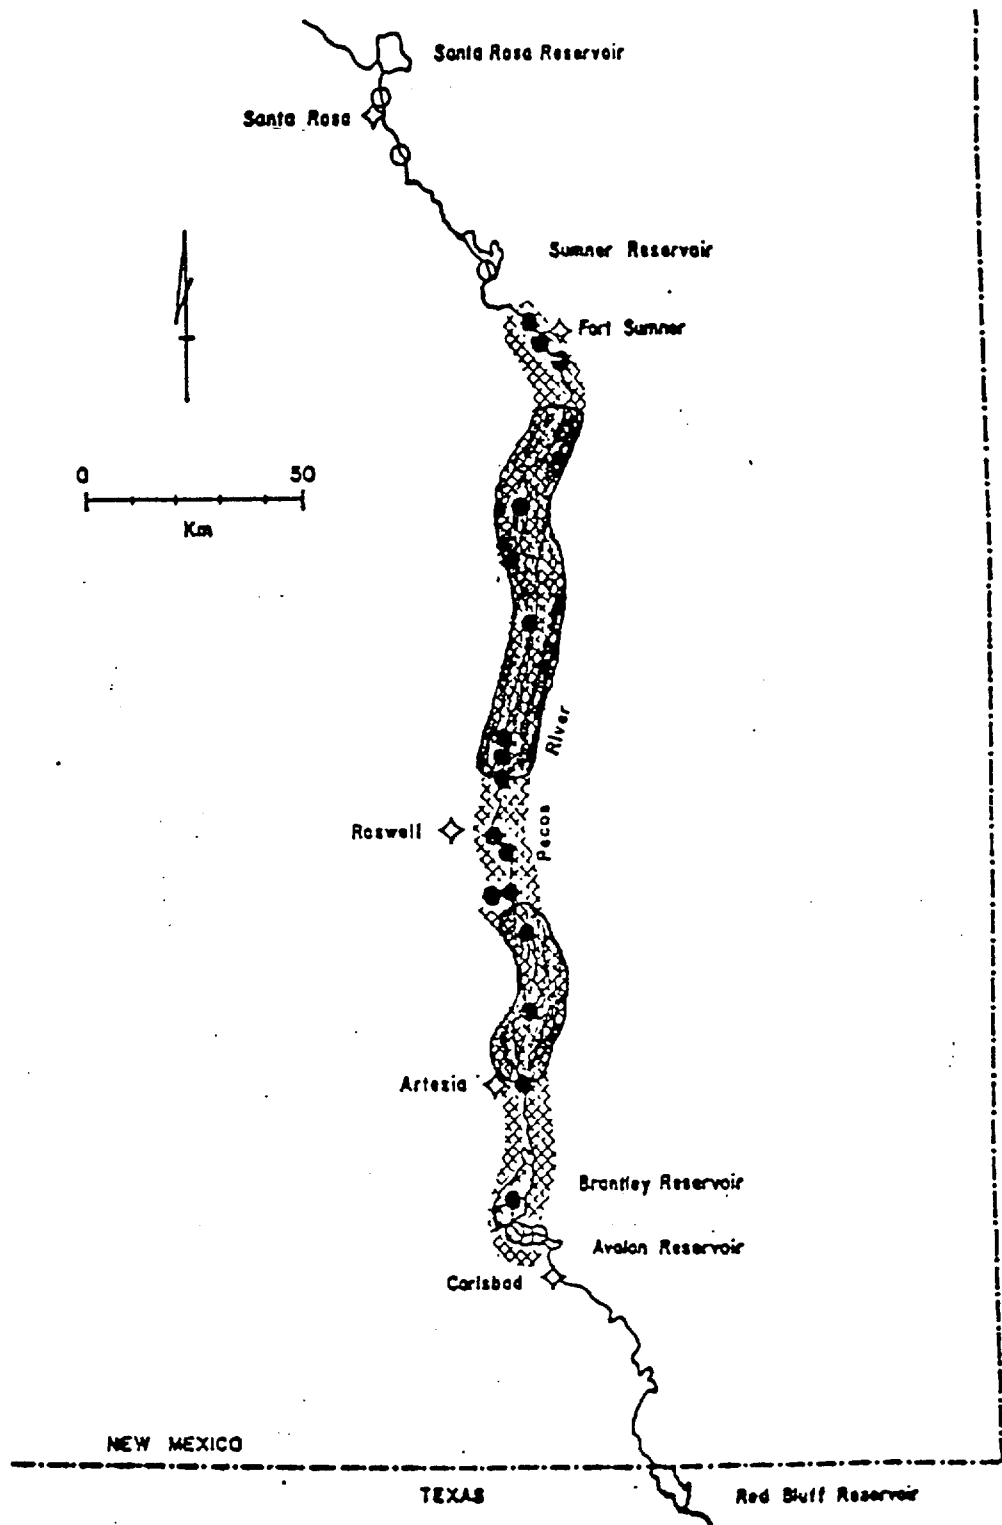 Santa Rosa Reservoir
Santa Rosa
Sumner Reservoir
Fort Sumner
0 50
Km
River
Pecos
Roswell
Artesia
Brantley Reservoir
Avalon Reservoir
Carlsbad
NEW MEXICO
TEXAS
Red Bluff Reservoir